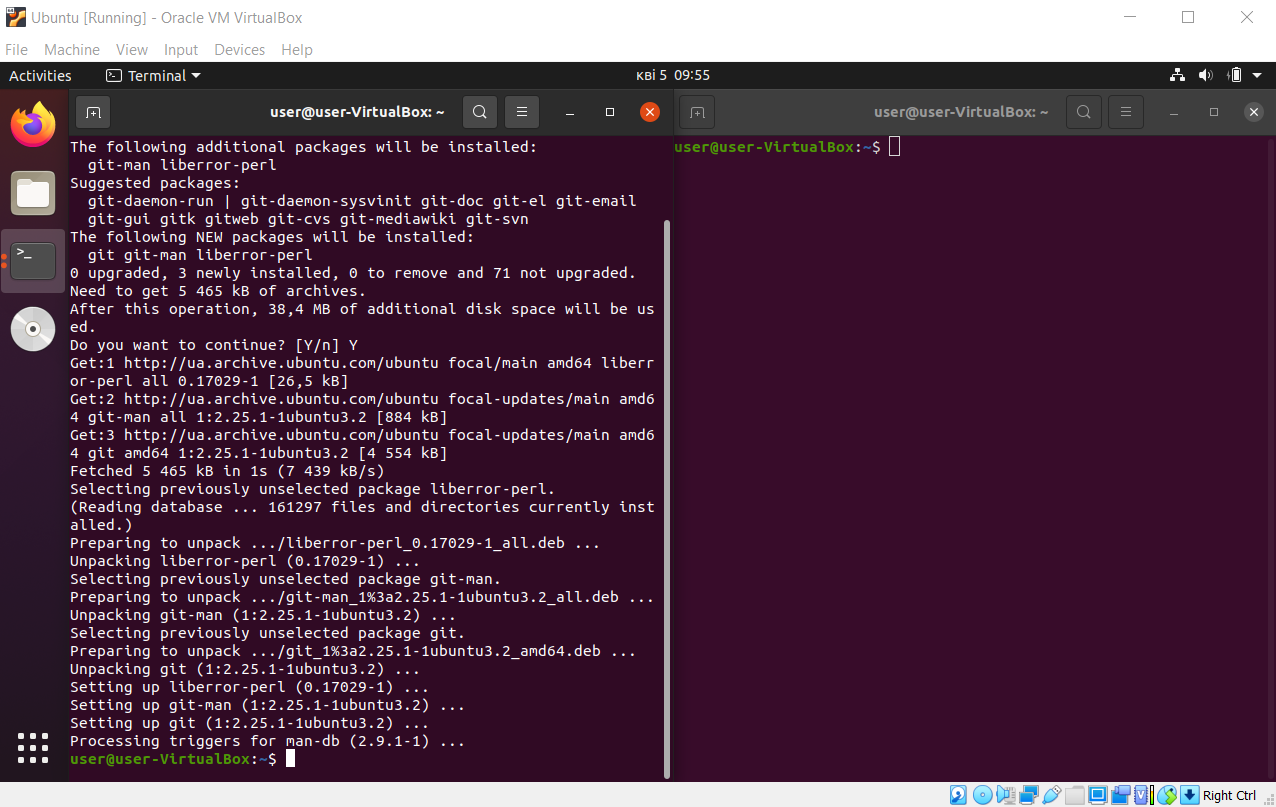 Ubuntu [Running] - Oracle VM VirtualBox
File Machine View Input Devices Help
Activities Terminal кві 5 09:55
user@user-VirtualBox: ~
The following additional packages will be installed:
  git-man liberror-perl
Suggested packages:
  git-daemon-run | git-daemon-sysvinit git-doc git-el git-email
  git-gui gitk gitweb git-cvs git-mediawiki git-svn
The following NEW packages will be installed:
  git git-man liberror-perl
0 upgraded, 3 newly installed, 0 to remove and 71 not upgraded.
Need to get 5 465 kB of archives.
After this operation, 38,4 MB of additional disk space will be us
ed.
Do you want to continue? [Y/n] Y
Get:1 http://ua.archive.ubuntu.com/ubuntu focal/main amd64 liberr
or-perl all 0.17029-1 [26,5 kB]
Get:2 http://ua.archive.ubuntu.com/ubuntu focal-updates/main amd6
4 git-man all 1:2.25.1-1ubuntu3.2 [884 kB]
Get:3 http://ua.archive.ubuntu.com/ubuntu focal-updates/main amd6
4 git amd64 1:2.25.1-1ubuntu3.2 [4 554 kB]
Fetched 5 465 kB in 1s (7 439 kB/s)
Selecting previously unselected package liberror-perl.
(Reading database ... 161297 files and directories currently inst
alled.)
Preparing to unpack .../liberror-perl_0.17029-1_all.deb ...
Unpacking liberror-perl (0.17029-1) ...
Selecting previously unselected package git-man.
Preparing to unpack .../git-man_1%3a2.25.1-1ubuntu3.2_all.deb ...
Unpacking git-man (1:2.25.1-1ubuntu3.2) ...
Selecting previously unselected package git.
Preparing to unpack .../git_1%3a2.25.1-1ubuntu3.2_amd64.deb ...
Unpacking git (1:2.25.1-1ubuntu3.2) ...
Setting up liberror-perl (0.17029-1) ...
Setting up git-man (1:2.25.1-1ubuntu3.2) ...
Setting up git (1:2.25.1-1ubuntu3.2) ...
Processing triggers for man-db (2.9.1-1) ...
user@user-VirtualBox:~$
user@user-VirtualBox: ~
user@user-VirtualBox:~$
Right Ctrl